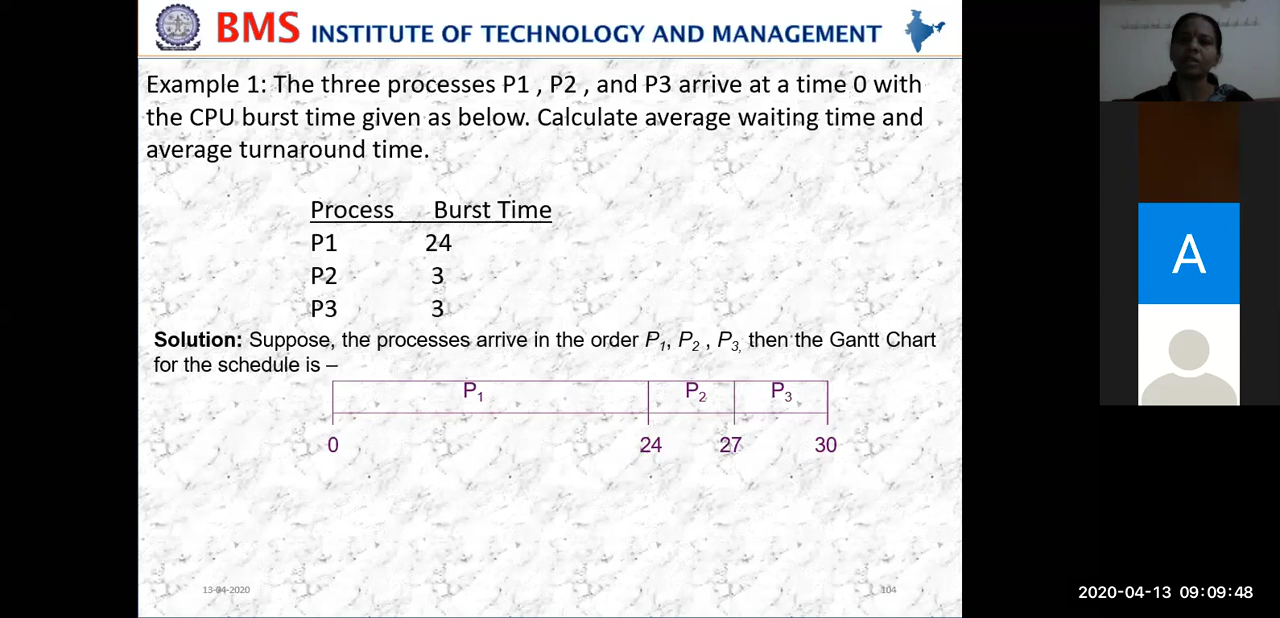 BMS INSTITUTE OF TECHNOLOGY AND MANAGEMENT
Example 1: The three processes P1 , P2 , and P3 arrive at a time 0 with
the CPU burst time given as below. Calculate average waiting time and
average turnaround time.
Process Burst Time
P1 24
P2 3
P3 3
Solution: Suppose, the processes arrive in the order P1, P2 , P3, then the Gantt Chart
for the schedule is –
P1 P2 P3
0 24 27 30
13-04-2020 104
A
2020-04-13 09:09:48